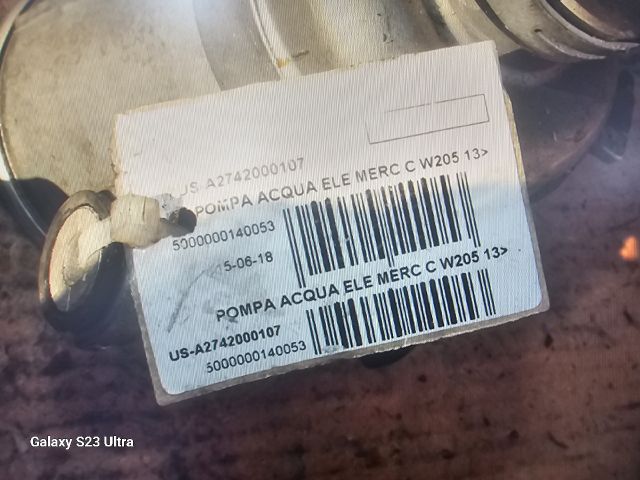 US-A2742000107
POMPA ACQUA ELE MERC C W205 13>
5000000140053
15-06-18
POMPA ACQUA ELE MERC C W205 13>
US-A2742000107
5000000140053
Galaxy S23 Ultra